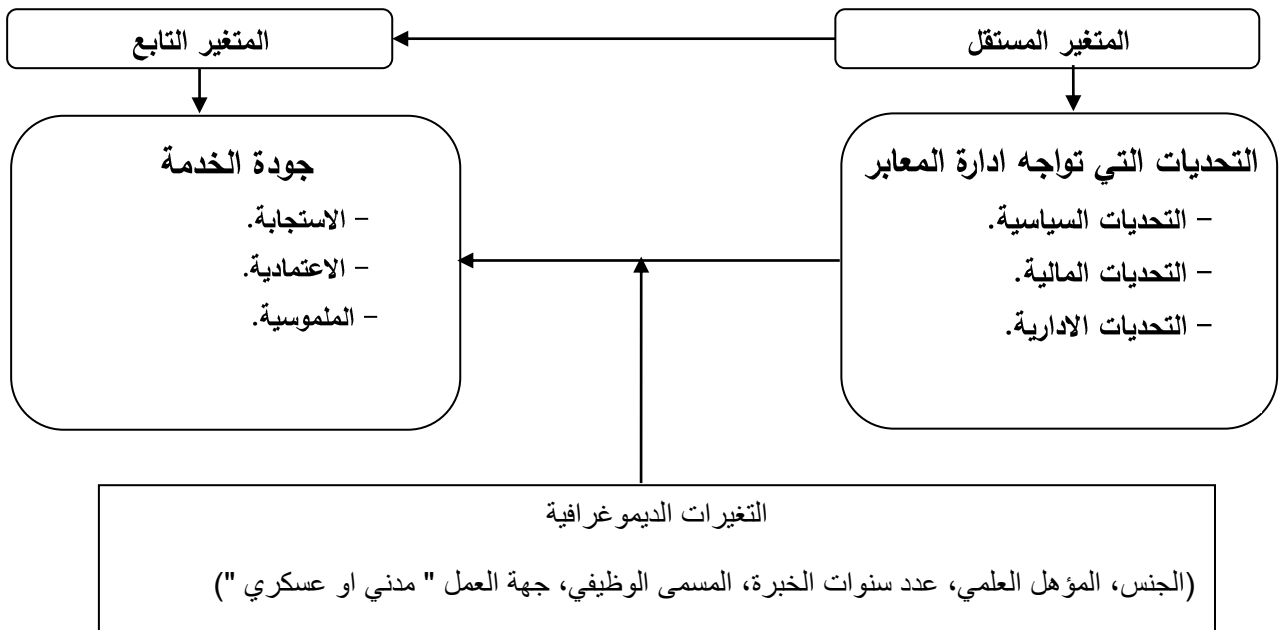 المتغير المستقل
المتغير التابع
التحديات التي تواجه ادارة المعابر
- التحديات السياسية.
- التحديات المالية.
- التحديات الادارية.
جودة الخدمة
- الاستجابة.
- الاعتمادية.
- الملموسية.
التغيرات الديموغرافية
(الجنس، المؤهل العلمي، عدد سنوات الخبرة، المسمى الوظيفي، جهة العمل " مدني او عسكري ")